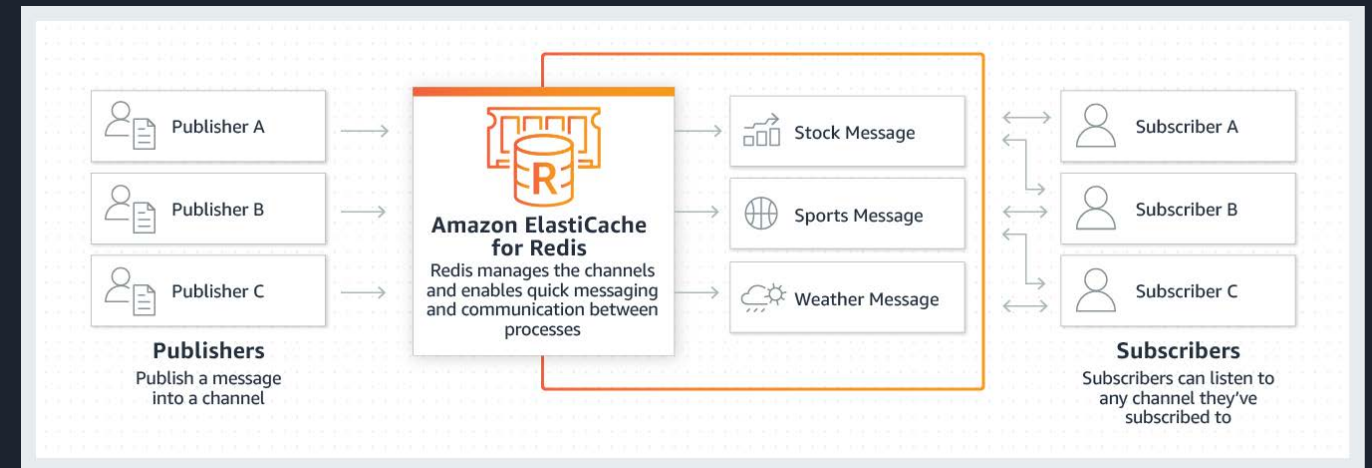 Publisher A
Publisher B
Publisher C
Publishers
Publish a message
into a channel
R
Amazon ElastiCache
for Redis
Redis manages the channels
and enables quick messaging
and communication between
processes
Stock Message
Sports Message
Weather Message
Subscriber A
Subscriber B
Subscriber C
Subscribers
Subscribers can listen to
any channel they've
subscribed to